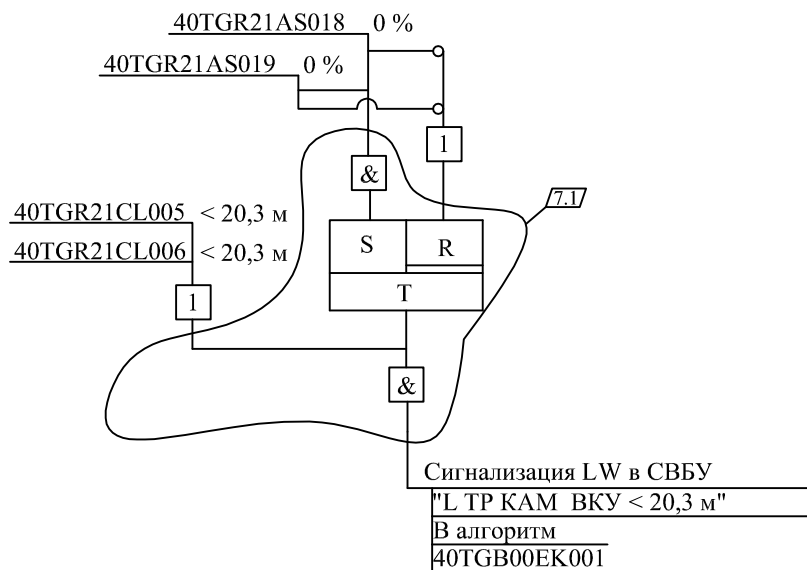 40TGR21AS018 0 %
40TGR21AS019 0 %
1
&
7.1
40TGR21CL005 < 20,3 м
40TGR21CL006 < 20,3 м
S R
T
1
&
Сигнализация LW в СВБУ
"L ТР КАМ ВКУ < 20,3 м"
В алгоритм
40TGB00EK001